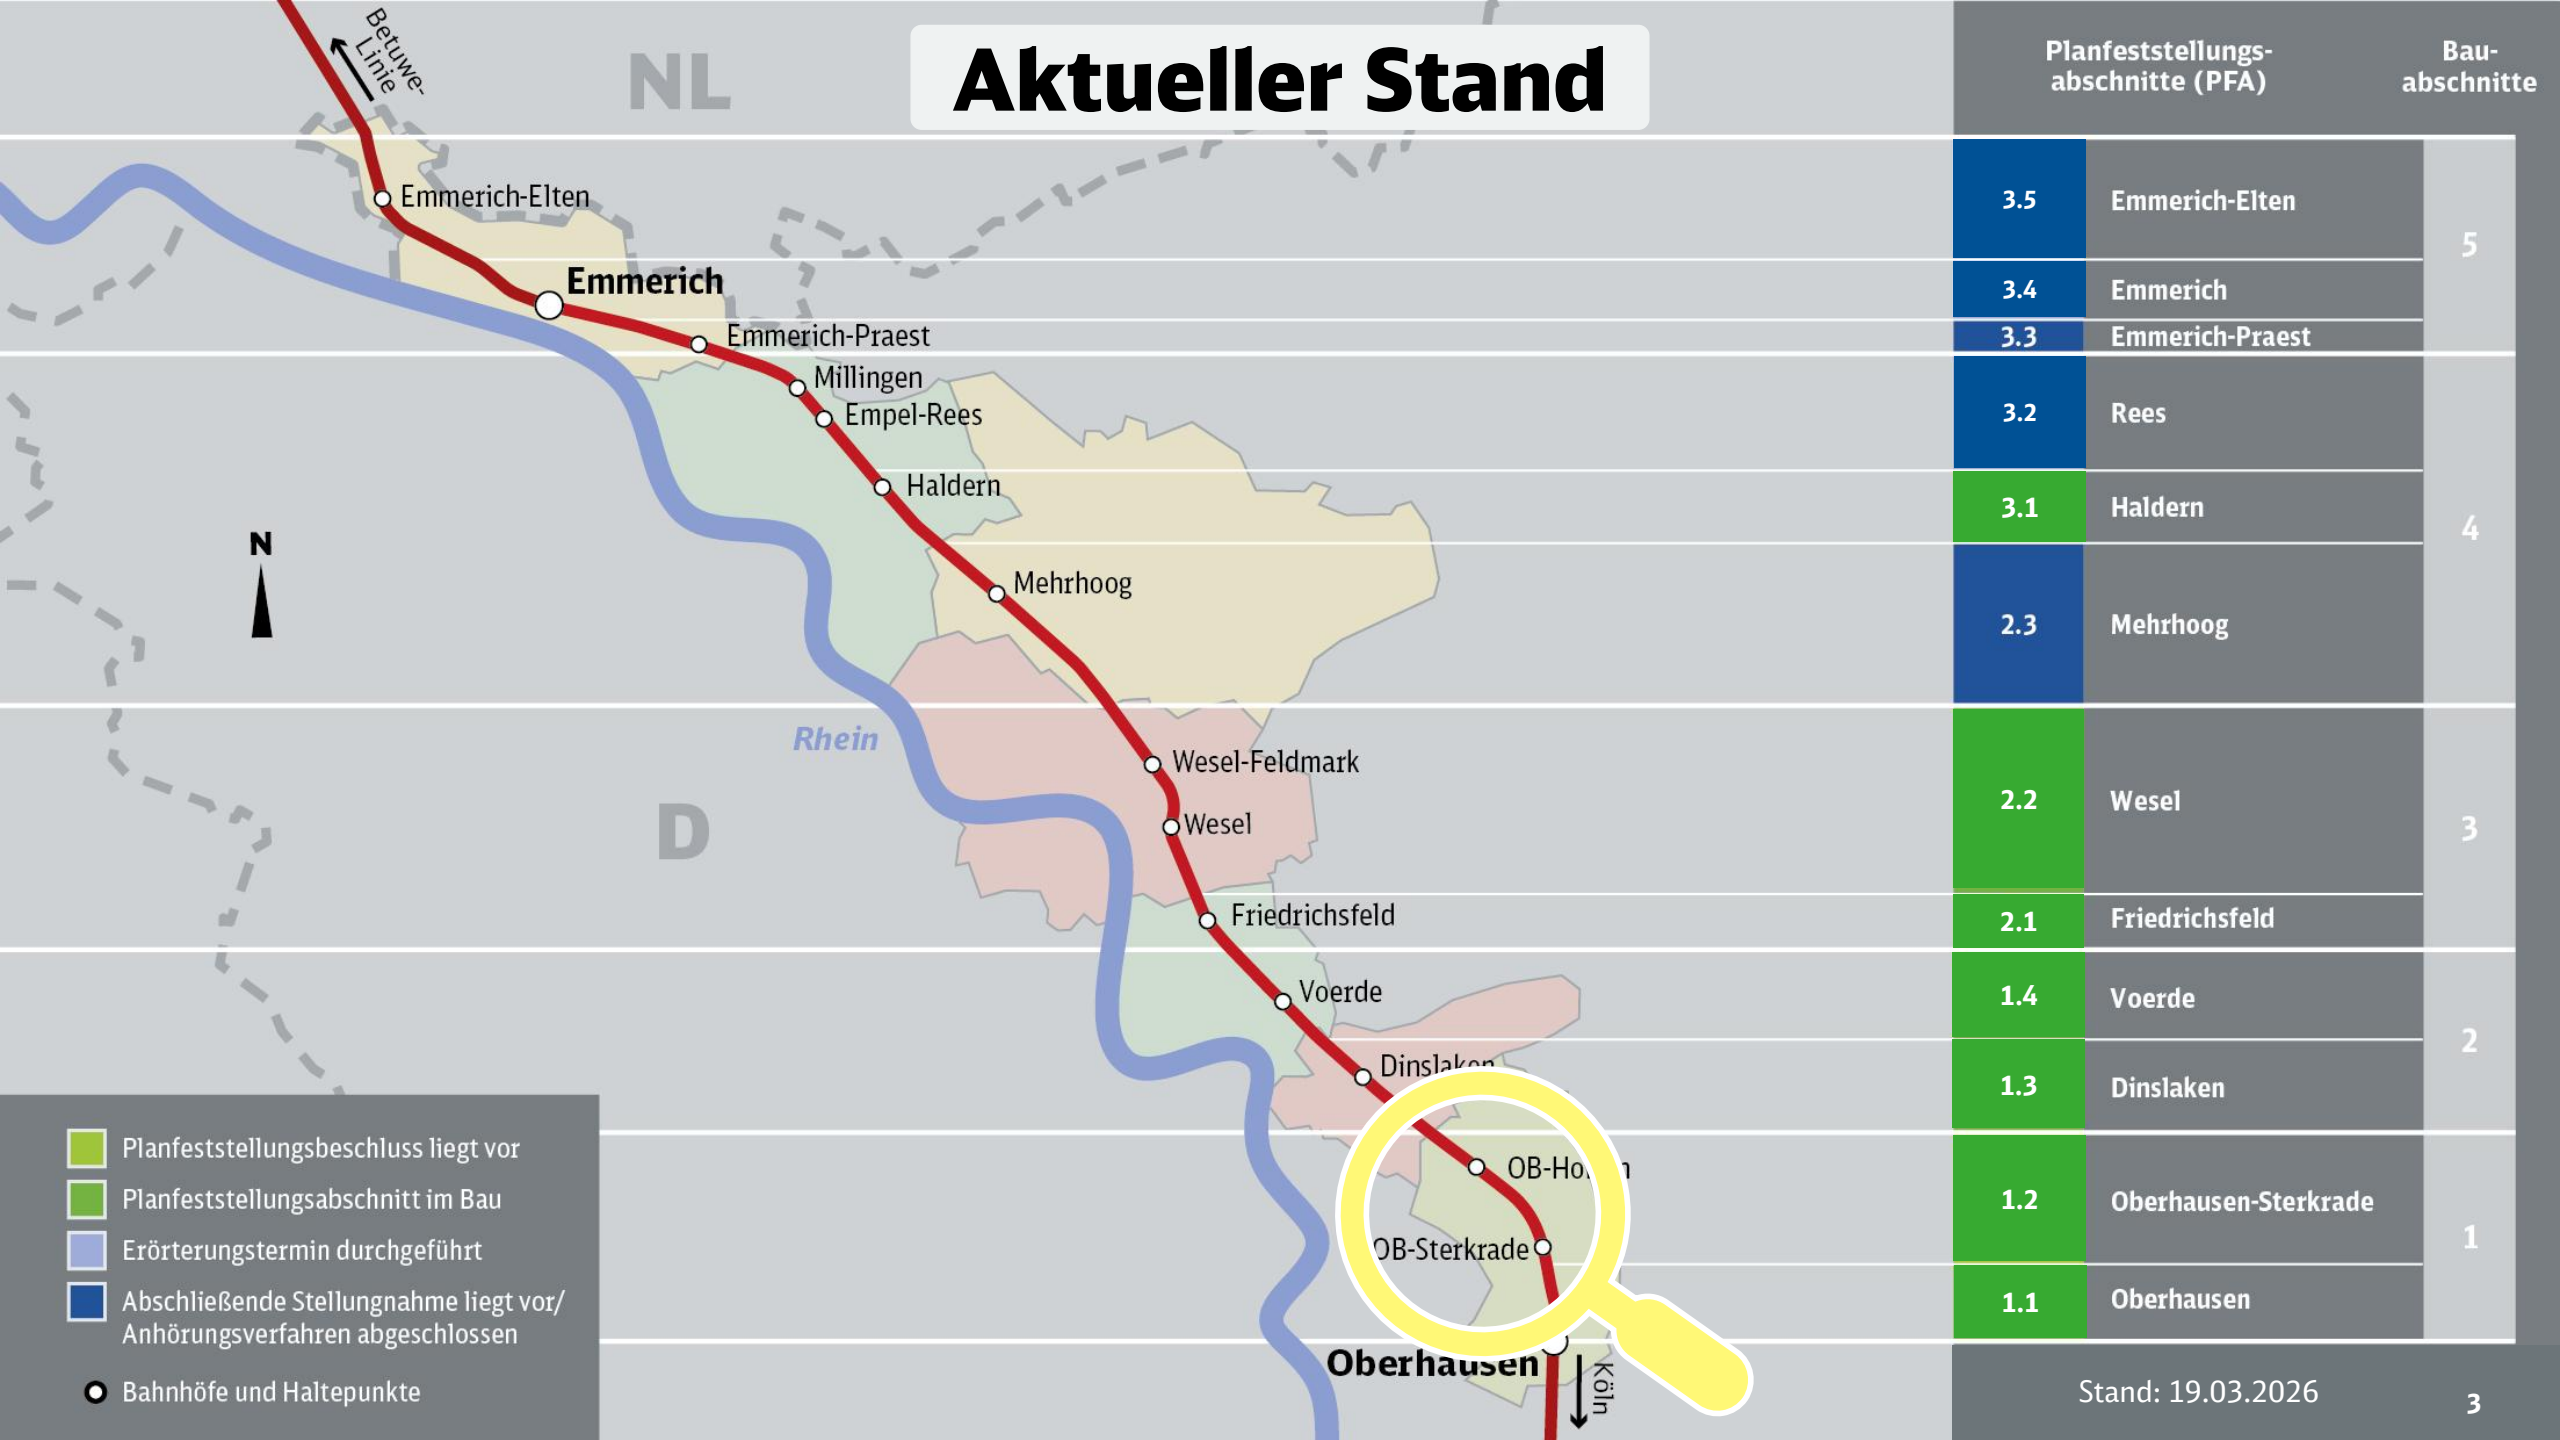 Aktueller Stand
Betuwe-
Linie
NL
Emmerich-Elten
Emmerich
Emmerich-Praest
Millingen
Empel-Rees
Haldern
N
Mehrhoog
Rhein
Wesel-Feldmark
Wesel
D
Friedrichsfeld
Voerde
Dinslaken
OB-Sterkrade
Oberhausen
Köln
Planfeststellungs-
abschnitte (PFA)
Bau-
abschnitte
3.5 Emmerich-Elten
3.4 Emmerich
3.3 Emmerich-Praest
5
3.2 Rees
3.1 Haldern
2.3 Mehrhoog
4
2.2 Wesel
2.1 Friedrichsfeld
3
1.4 Voerde
1.3 Dinslaken
2
1.2 Oberhausen-Sterkrade
1.1 Oberhausen
1
Planfeststellungsbeschluss liegt vor
Planfeststellungsabschnitt im Bau
Erörterungstermin durchgeführt
Abschließende Stellungnahme liegt vor/
Anhörungsverfahren abgeschlossen
Bahnhöfe und Haltepunkte
Stand: 19.03.2026
3